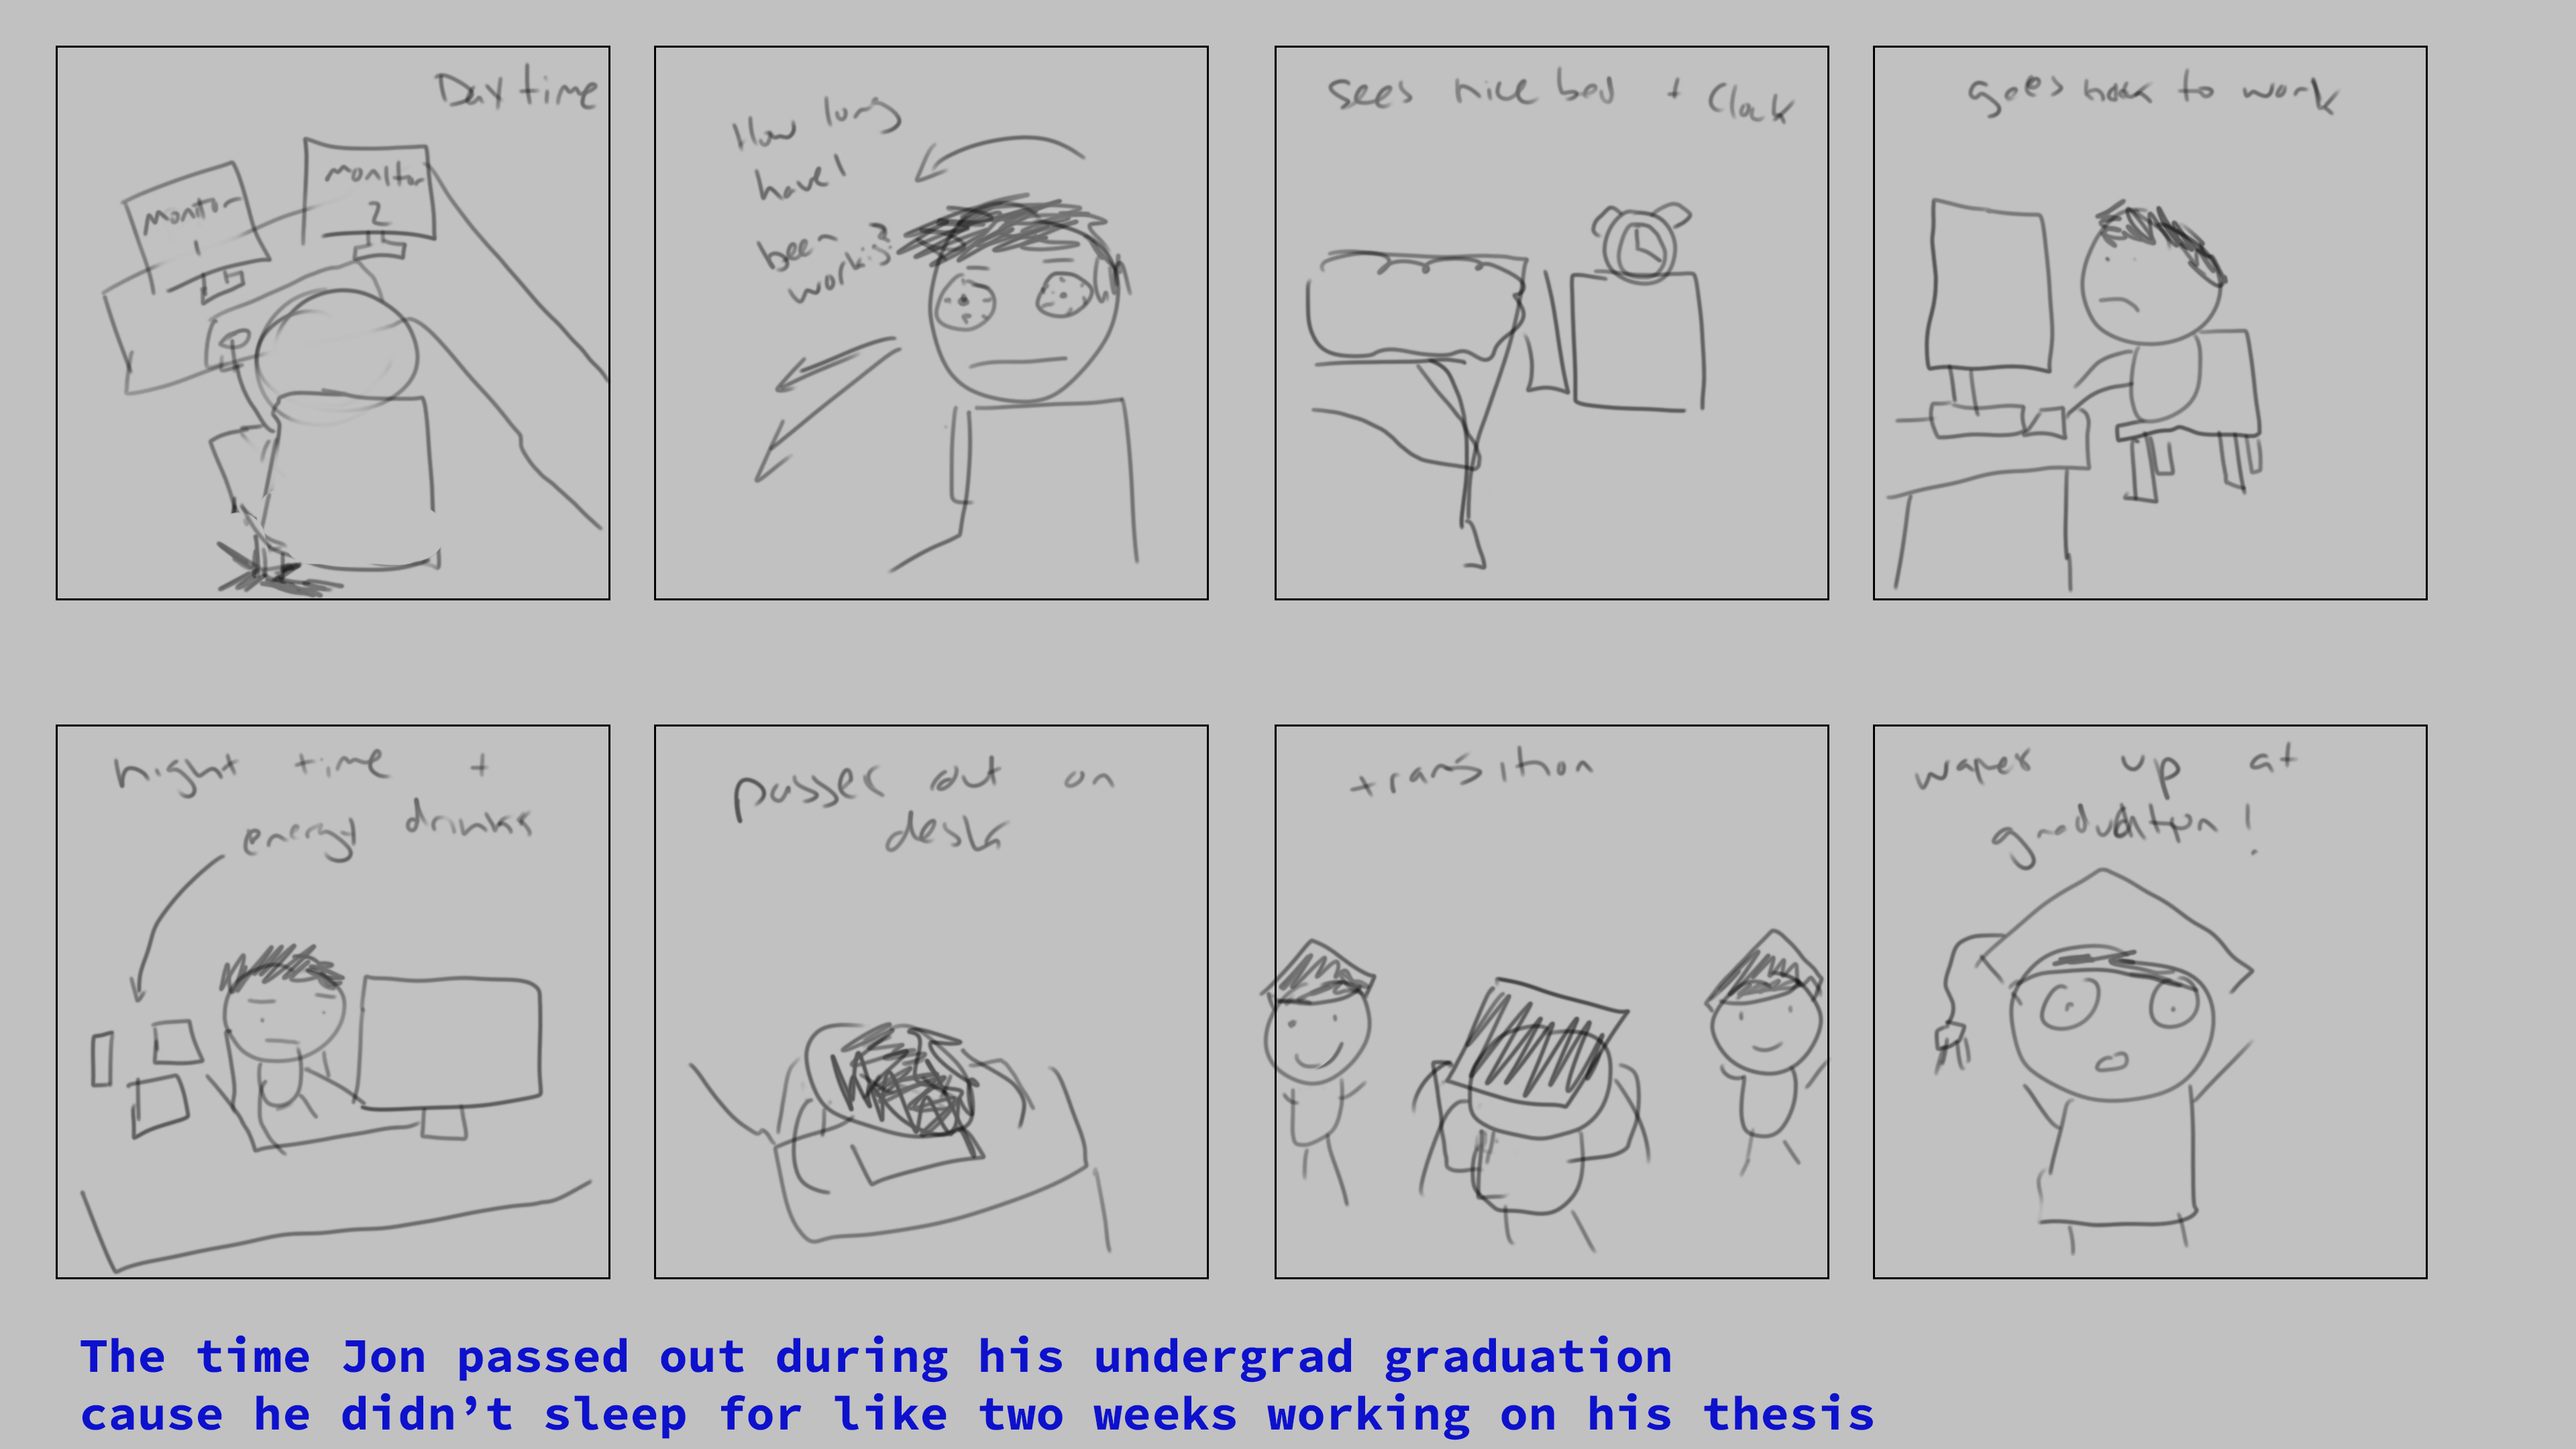 Day time
monitor
1
monitor
2
How long
have I
been
working?
sees nice bed + clock
goes back to work
night time +
energy drinks
passes out on
desk
transition
wakes up at
graduation!
The time Jon passed out during his undergrad graduation
cause he didn’t sleep for like two weeks working on his thesis